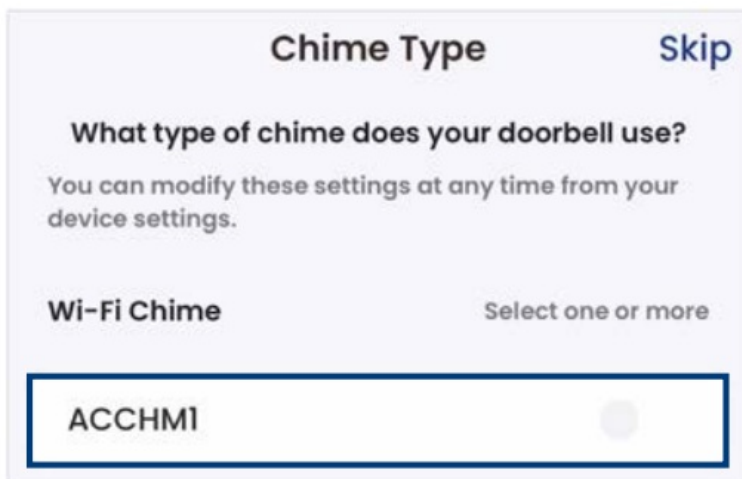 Chime Type
Skip
What type of chime does your doorbell use?
You can modify these settings at any time from your
device settings.
Wi-Fi Chime
Select one or more
ACCHM1